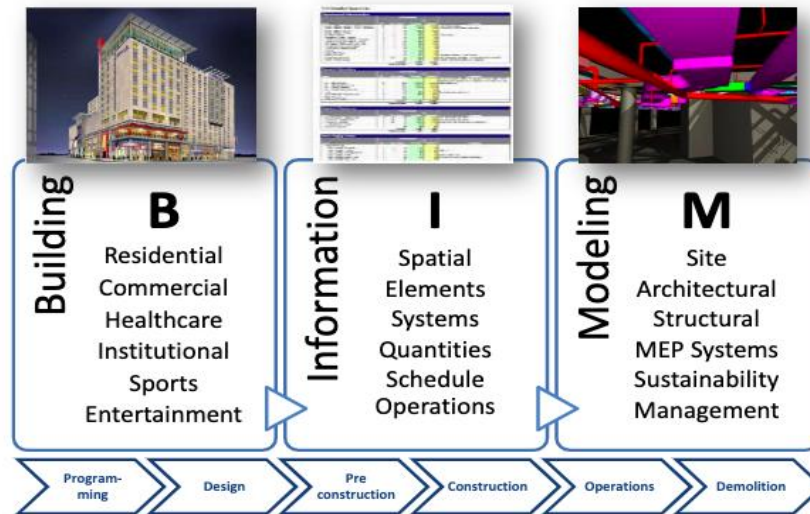 Building
B
Residential
Commercial
Healthcare
Institutional
Sports
Entertainment
Information
I
Spatial
Elements
Systems
Quantities
Schedule
Operations
Modeling
M
Site
Architectural
Structural
MEP Systems
Sustainability
Management
Program-
ming
Design
Pre
construction
Construction
Operations
Demolition